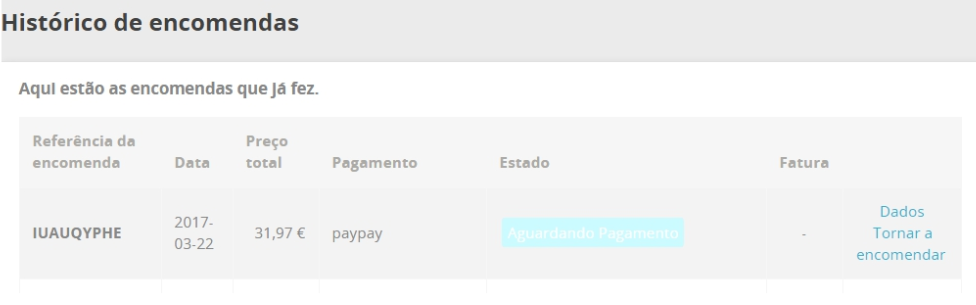 Histórico de encomendas
Aqui estão as encomendas que já fez.
Referência da
encomenda
Data
Preço
total
Pagamento
Estado
Fatura
IUAUQYPHE
2017-
03-22
31,97 €
paypay
Aguardando Pagamento
-
Dados
Tornar a
encomendar